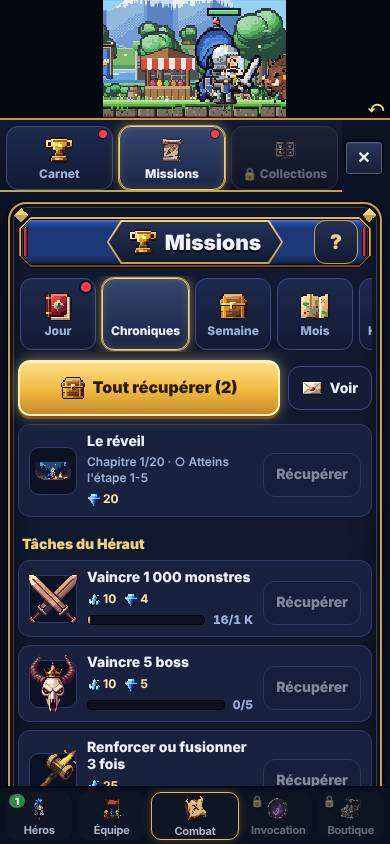 Carnet
Missions
Collections
Missions
?
Jour
Chroniques
Semaine
Mois
Tout récupérer (2)
Voir
Le réveil
Chapitre 1/20 · O Atteins
l'étape 1-5
20
Récupérer
Tâches du Héraut
Vaincre 1 000 monstres
10 4
16/1 K
Récupérer
Vaincre 5 boss
10 5
0/5
Récupérer
Renforcer ou fusionner
3 fois
25
Récupérer
1
Héros
Équipe
Combat
Invocation
Boutique